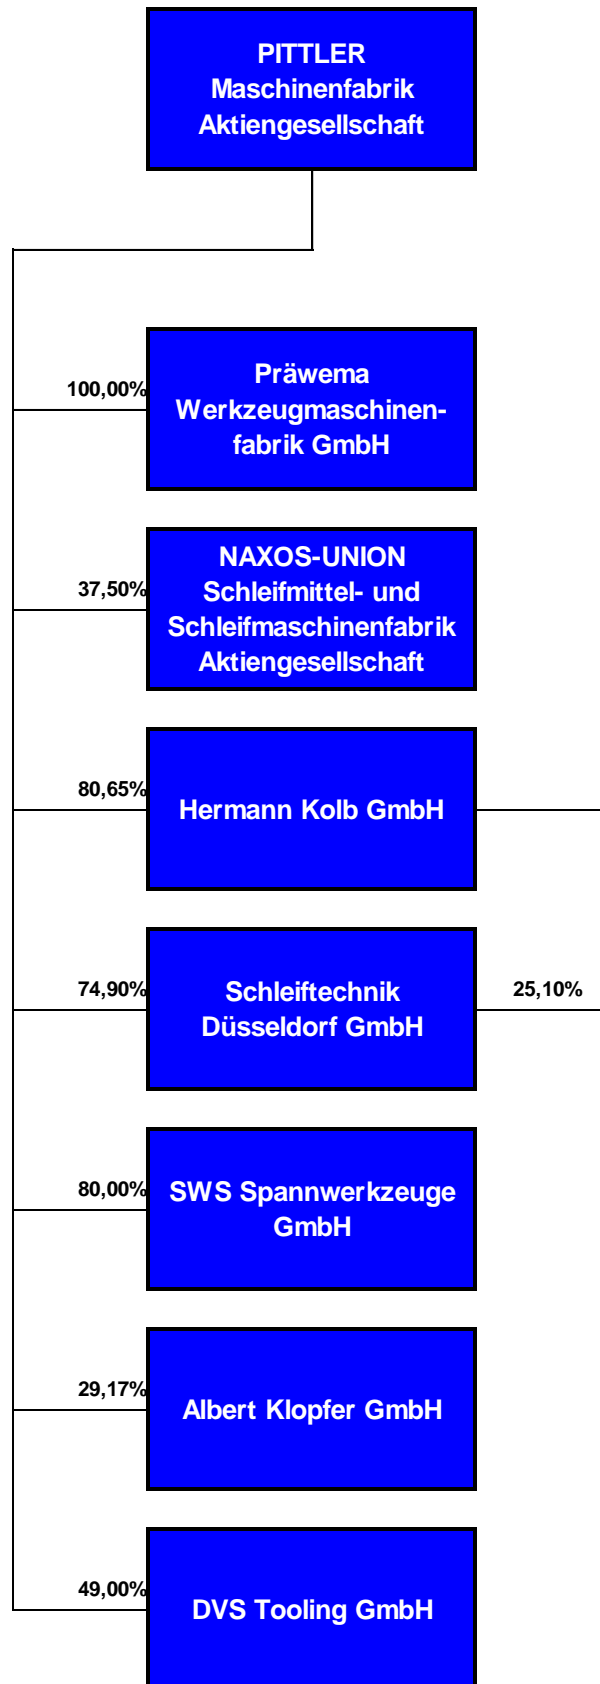 PITTLER
Maschinenfabrik
Aktiengesellschaft
100,00%
Präwema
Werkzeugmaschinen-
fabrik GmbH
37,50%
NAXOS-UNION
Schleifmittel- und
Schleifmaschinenfabrik
Aktiengesellschaft
80,65%
Hermann Kolb GmbH
74,90%
Schleiftechnik
Düsseldorf GmbH
25,10%
80,00%
SWS Spannwerkzeuge
GmbH
29,17%
Albert Klopfer GmbH
49,00%
DVS Tooling GmbH